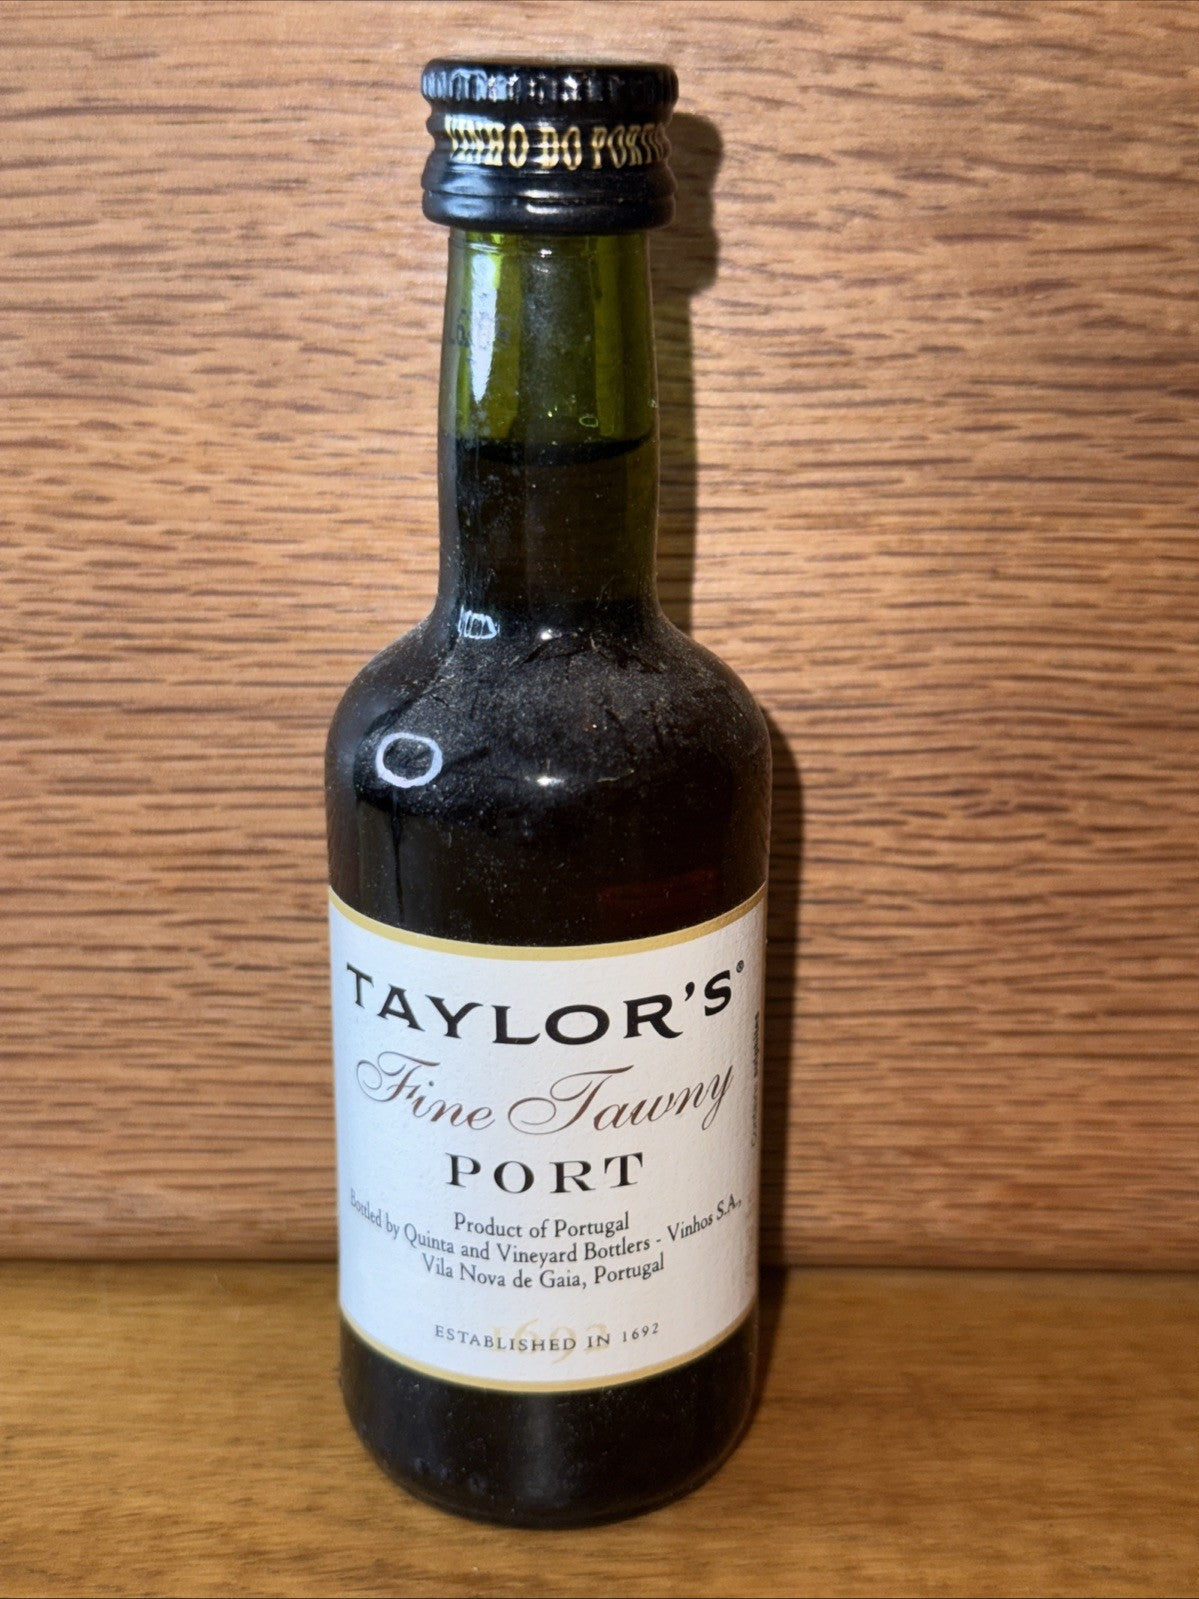 VINHO DO PORTO
TAYLOR'S®
Fine Tawny
PORT
Product of Portugal
Bottled by Quinta and Vineyard Bottlers - Vinhos S.A.,
Vila Nova de Gaia, Portugal
ESTABLISHED IN 1692
1692